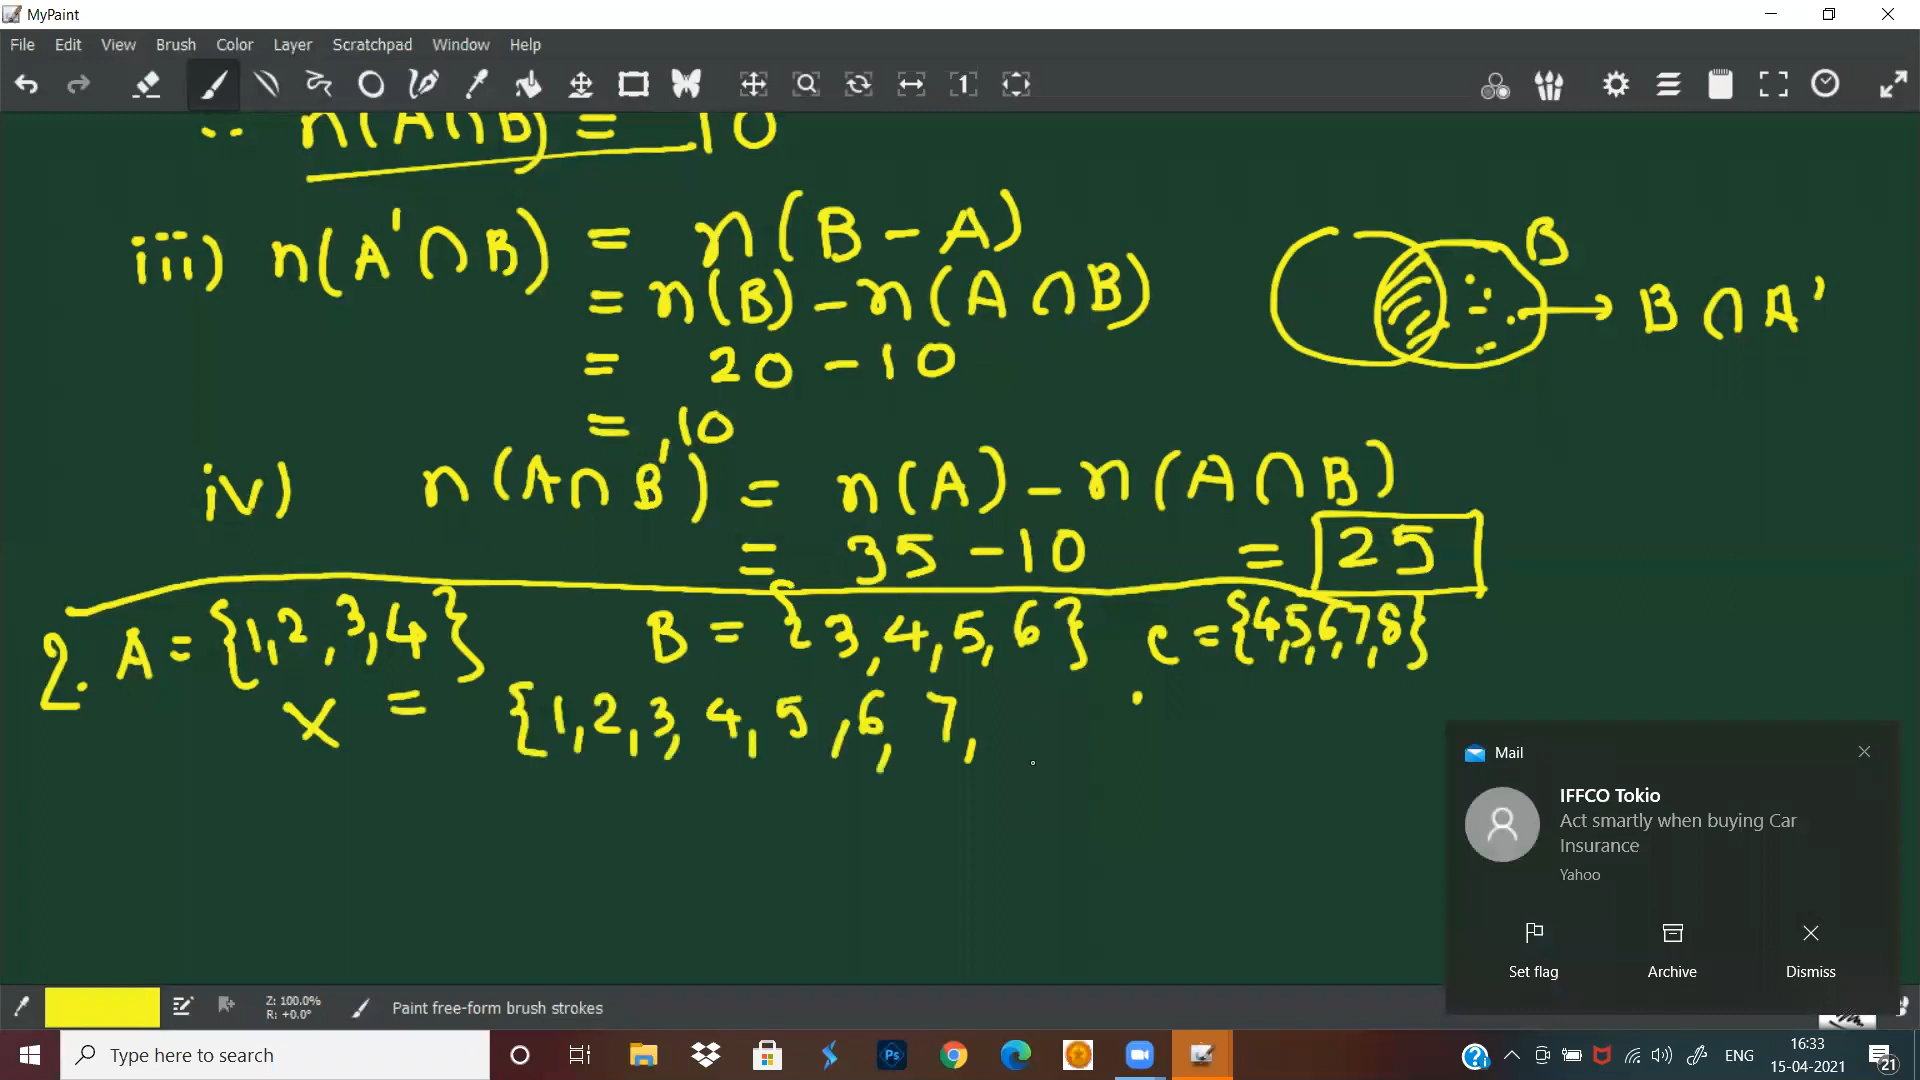 MyPaint
File Edit View Brush Color Layer Scratchpad Window Help
n(A∩B) = 10
iii) n(A'∩B) = n(B-A)
= n(B)-n(A∩B)
= 20-10
= 10
B
B∩A'
iv) n(A∩B') = n(A)-n(A∩B)
= 35-10 = 25
2. A={1,2,3,4} B={3,4,5,6} C={4,5,6,7,8}
X = {1,2,3,4,5,6,7,
Mail
IFFCO Tokio
Act smartly when buying Car
Insurance
Yahoo
Set flag Archive Dismiss
Z: 100.0%
R: +0.0°
Paint free-form brush strokes
Type here to search
Ps
ENG
16:33
15-04-2021
21